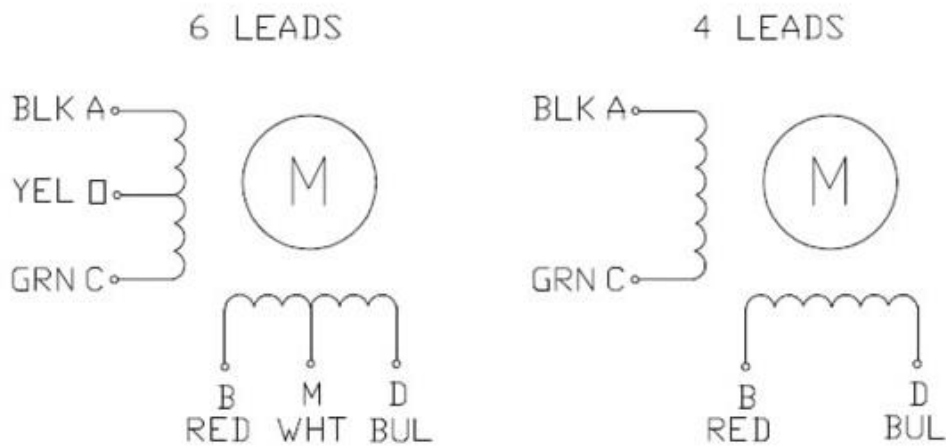 6 LEADS
BLK A
YEL O
GRN C
M
B M D
RED WHT BUL
4 LEADS
BLK A
GRN C
M
B D
RED BUL